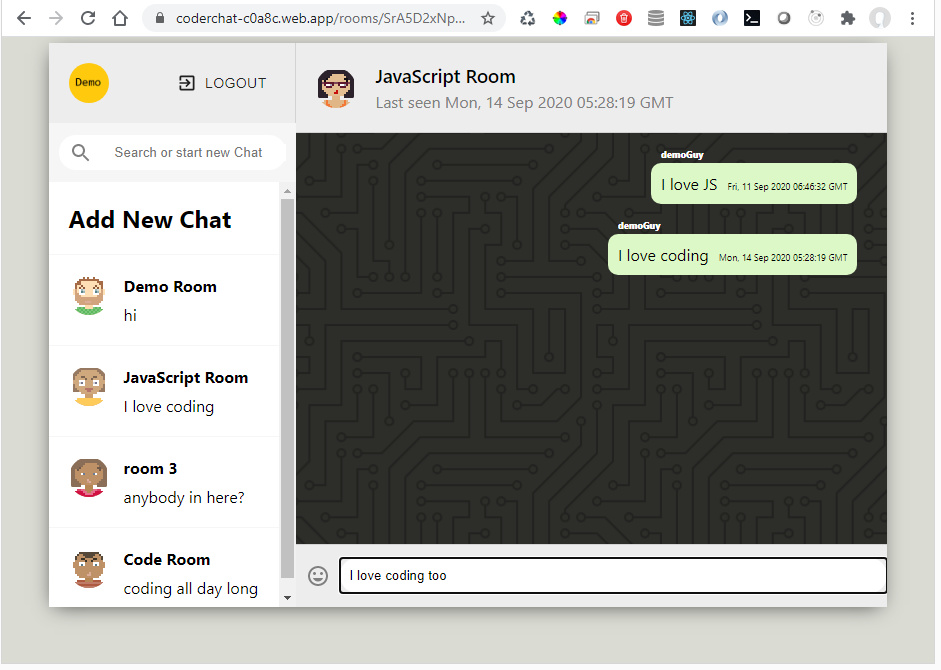 coderchat-c0a8c.web.app/rooms/SrA5D2xNp...
Demo
LOGOUT
JavaScript Room
Last seen Mon, 14 Sep 2020 05:28:19 GMT
Search or start new Chat
Add New Chat
Demo Room
hi
JavaScript Room
I love coding
room 3
anybody in here?
Code Room
coding all day long
demoGuy
I love JS Fri, 11 Sep 2020 06:46:32 GMT
demoGuy
I love coding Mon, 14 Sep 2020 05:28:19 GMT
I love coding too